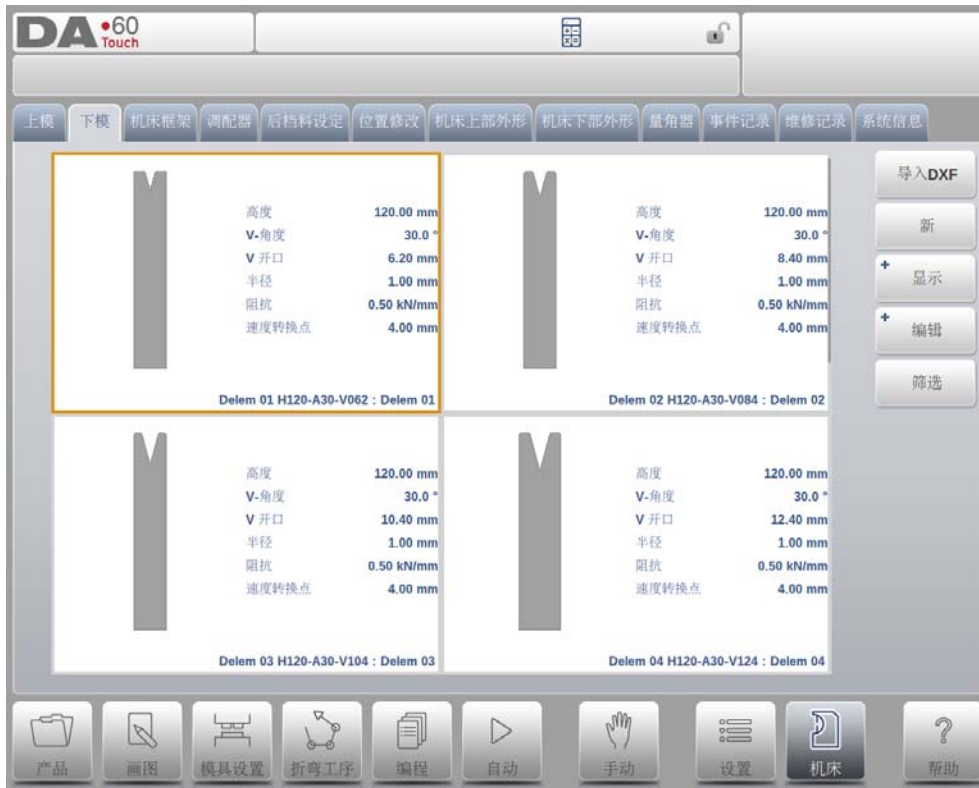 DA•60
Touch
上模 下模 机床框架 调配器 后档料设定 位置修改 机床上部外形 机床下部外形 量角器 事件记录 维修记录 系统信息
高度 120.00 mm
V-角度 30.0 °
V 开口 6.20 mm
半径 1.00 mm
阻抗 0.50 kN/mm
速度转换点 4.00 mm
Delem 01 H120-A30-V062 : Delem 01
高度 120.00 mm
V-角度 30.0 °
V 开口 8.40 mm
半径 1.00 mm
阻抗 0.50 kN/mm
速度转换点 4.00 mm
Delem 02 H120-A30-V084 : Delem 02
高度 120.00 mm
V-角度 30.0 °
V 开口 10.40 mm
半径 1.00 mm
阻抗 0.50 kN/mm
速度转换点 4.00 mm
Delem 03 H120-A30-V104 : Delem 03
高度 120.00 mm
V-角度 30.0 °
V 开口 12.40 mm
半径 1.00 mm
阻抗 0.50 kN/mm
速度转换点 4.00 mm
Delem 04 H120-A30-V124 : Delem 04
导入DXF
新
+ 显示
+ 编辑
筛选
产品 画图 模具设置 折弯工序 编程 自动 手动 设置 机床 帮助